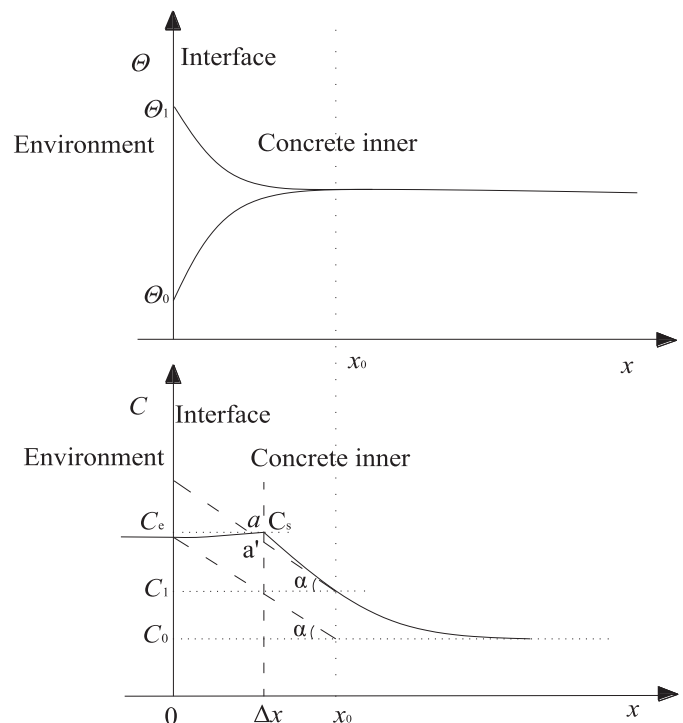 Θ
Interface
Θ1
Environment
Concrete inner
Θ0
x0
x
C
Interface
Environment
Concrete inner
Ce
a Cs
a'
α
C1
α
C0
0
Δx
x0
x